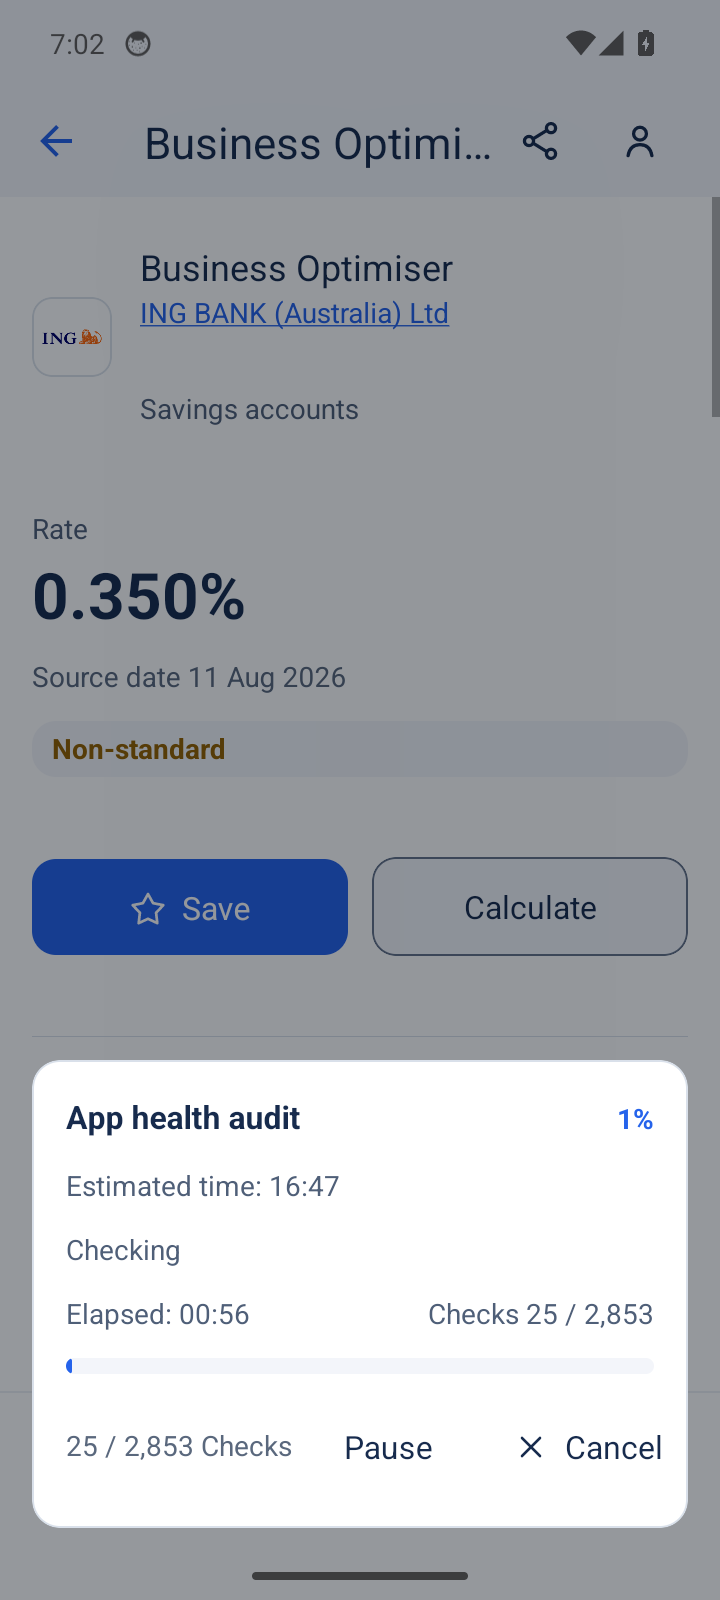 7:02
Business Optimi...
Business Optimiser
ING BANK (Australia) Ltd
ING
Savings accounts
Rate
0.350%
Source date 11 Aug 2026
Non-standard
Save
Calculate
App health audit
1%
Estimated time: 16:47
Checking
Elapsed: 00:56
Checks 25 / 2,853
25 / 2,853 Checks
Pause
Cancel